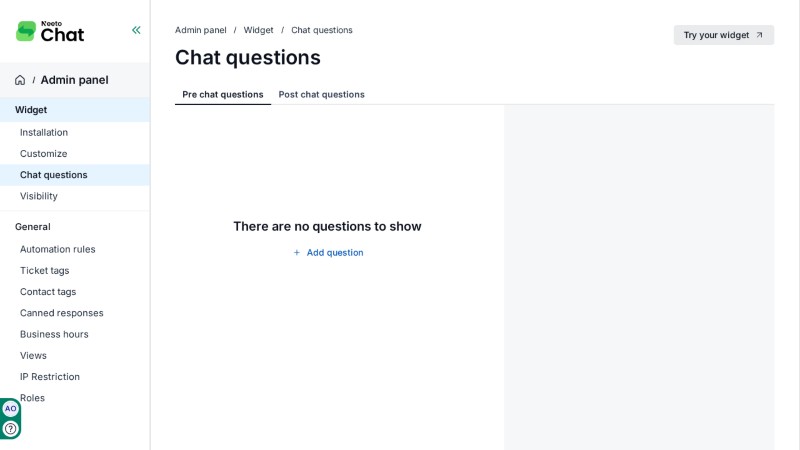 Neeto
Chat
/ Admin panel
Widget
Installation
Customize
Chat questions
Visibility
General
Automation rules
Ticket tags
Contact tags
Canned responses
Business hours
Views
IP Restriction
Roles
AO
?
Admin panel / Widget / Chat questions
Chat questions
Try your widget
Pre chat questions Post chat questions
There are no questions to show
+ Add question